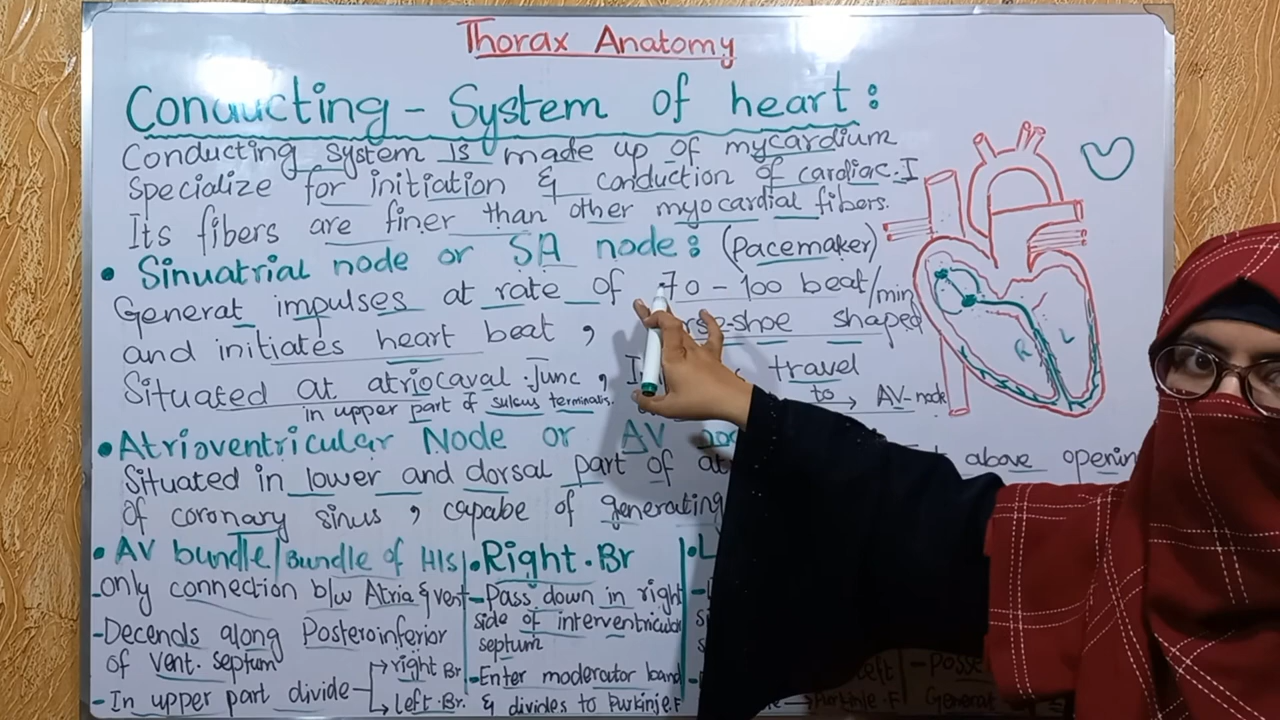 Thorax Anatomy
Conducting - System of heart :
Conducting system is made up of mycardium
Specialize for initiation & conduction of cardiac.I
Its fibers are finer than other myocardial fibers.
• Sinuatrial node or SA node : (pacemaker)
Generat impulses at rate of 70 - 100 beat/min
and initiates heart beat , shoe shaped
Situated at atriocaval Junc , travel
in upper part of sulcus terminalis. to → AV-node
R L
• Atrioventricular Node or AV
Situated in lower and dorsal part of above
of coronary sinus , capabe of generating
• AV bundle/Bundle of HIS
-only connection b/w Atria & vent
-Decends along Posteroinferior
of vent. septum
-In upper part divide → right Br
→ left.Br.
• Right.Br
-Pass down in right
side of interventricular
septum
-Enter moderator band
& divides to Purkinje.F